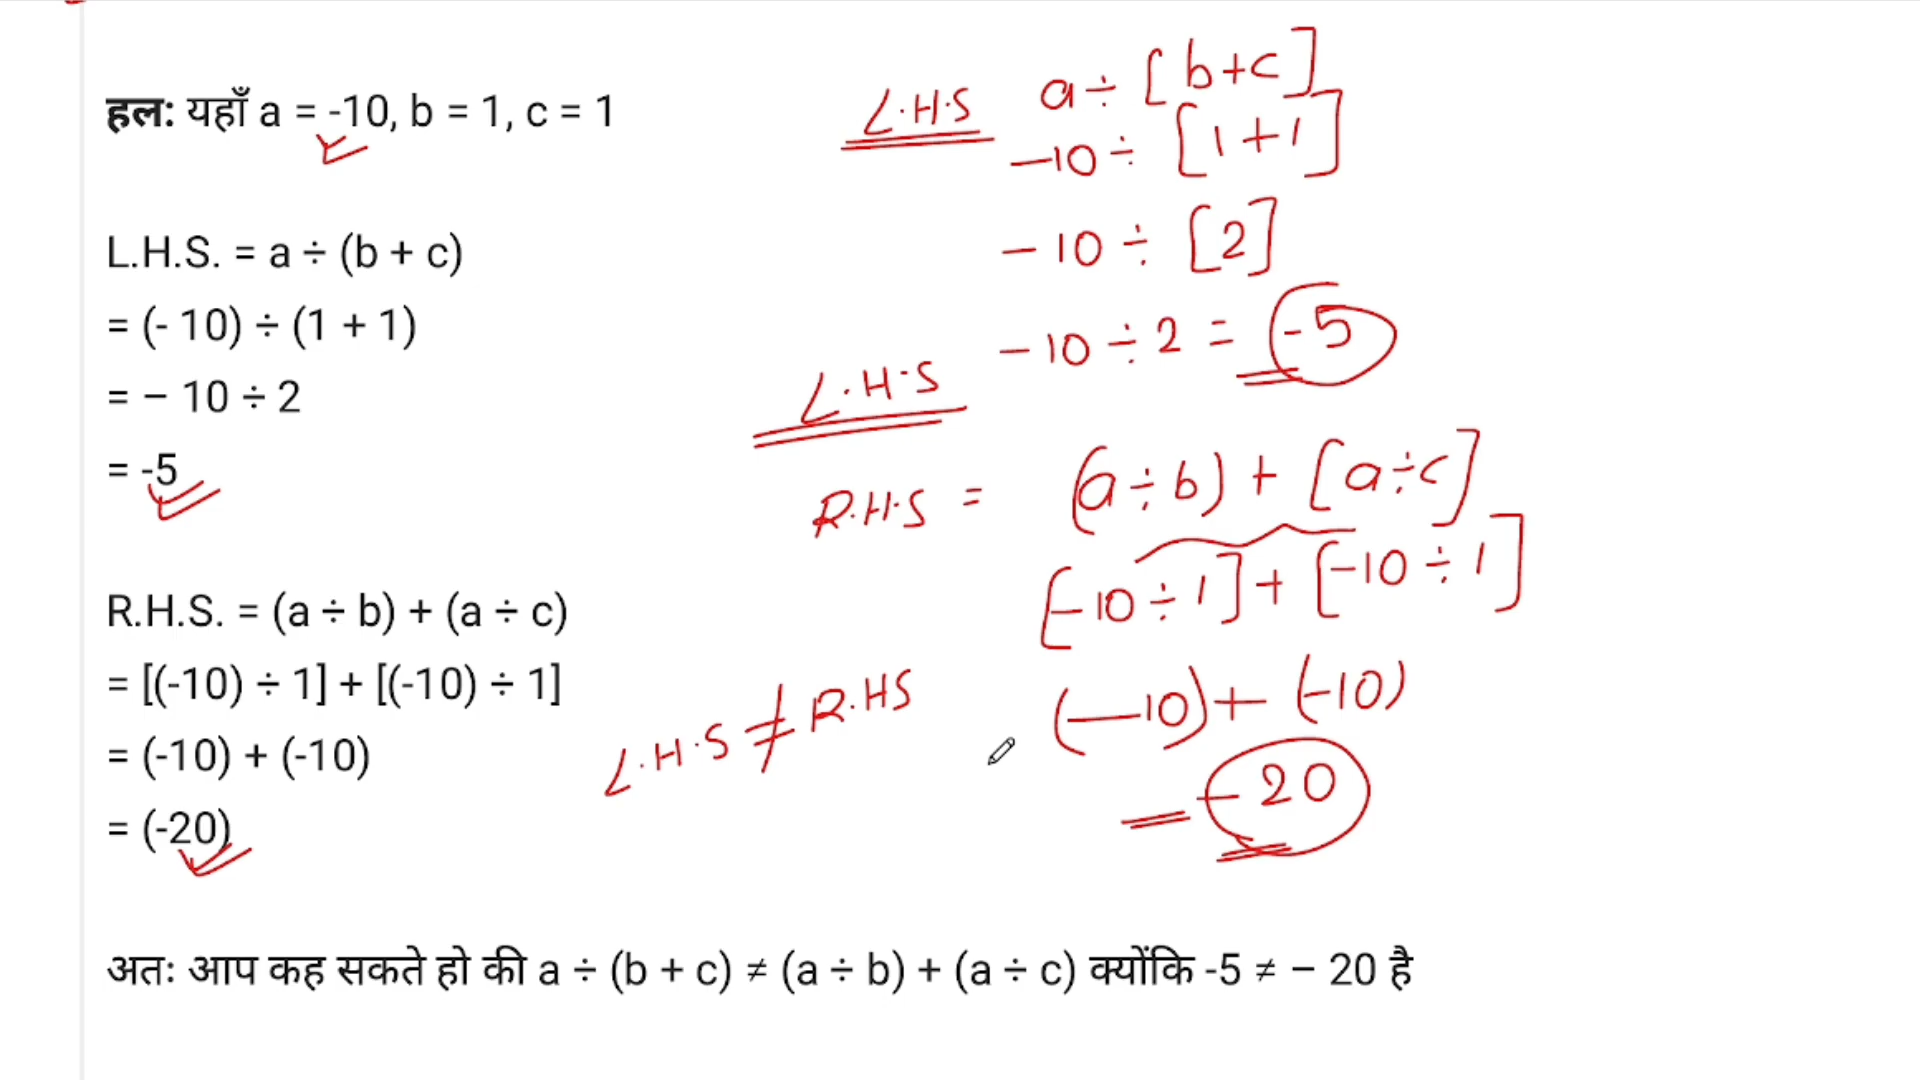 हल: यहाँ a = -10, b = 1, c = 1
L.H.S. = a ÷ (b + c)
= (- 10) ÷ (1 + 1)
= – 10 ÷ 2
= -5
R.H.S. = (a ÷ b) + (a ÷ c)
= [(-10) ÷ 1] + [(-10) ÷ 1]
= (-10) + (-10)
= (-20)
अतः आप कह सकते हो की a ÷ (b + c) ≠ (a ÷ b) + (a ÷ c) क्योंकि -5 ≠ – 20 है
L.H.S a ÷ [b+c]
-10 ÷ [1+1]
-10 ÷ [2]
-10 ÷ 2 = -5
L.H.S
R.H.S = (a÷b) + [a÷c]
[-10÷1] + [-10÷1]
(-10) + (-10)
= -20
L.H.S ≠ R.HS